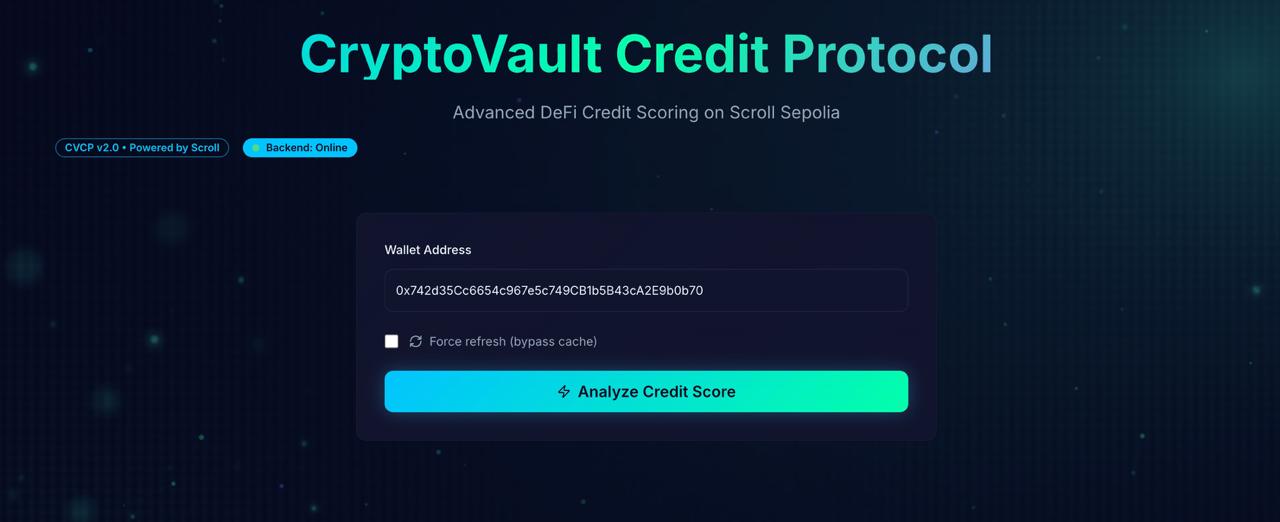 CryptoVault Credit Protocol
Advanced DeFi Credit Scoring on Scroll Sepolia
CVCP v2.0 • Powered by Scroll
Backend: Online
Wallet Address
0x742d35Cc6654c967e5c749CB1b5B43cA2E9b0b70
Force refresh (bypass cache)
Analyze Credit Score